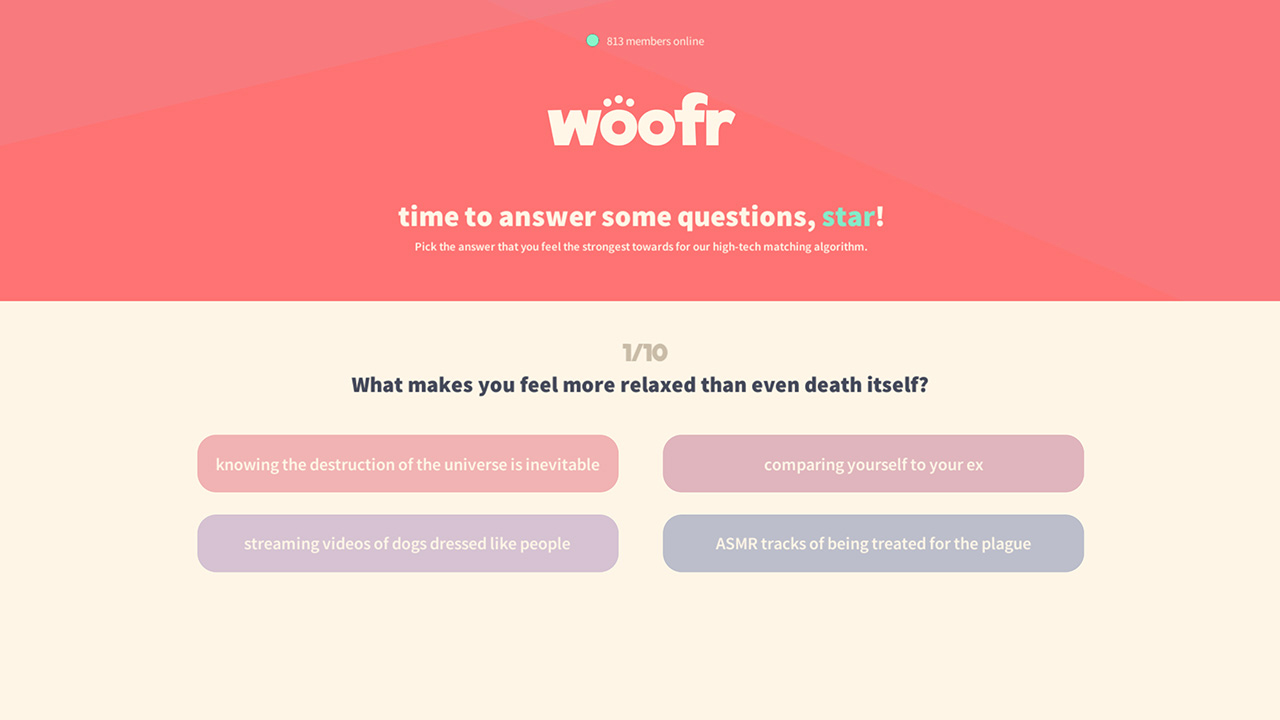 813 members online
wöofr
time to answer some questions, star!
Pick the answer that you feel the strongest towards for our high-tech matching algorithm.
1/10
What makes you feel more relaxed than even death itself?
knowing the destruction of the universe is inevitable
comparing yourself to your ex
streaming videos of dogs dressed like people
ASMR tracks of being treated for the plague